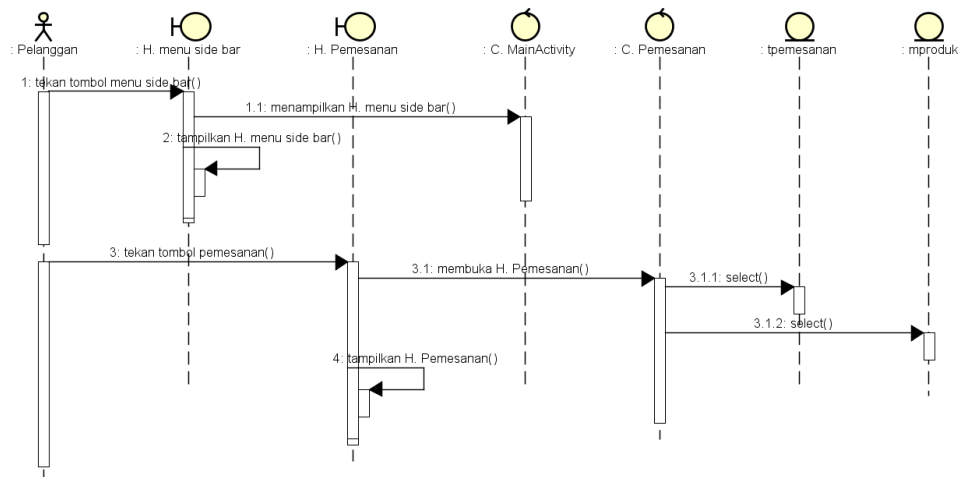 : Pelanggan
: H. menu side bar
: H. Pemesanan
: C. MainActivity
: C. Pemesanan
: tpemesanan
: mproduk
1: tekan tombol menu side bar()
1.1: menampilkan H. menu side bar()
2: tampilkan H. menu side bar()
3: tekan tombol pemesanan()
3.1: membuka H. Pemesanan()
3.1.1: select()
3.1.2: select()
4: tampilkan H. Pemesanan()